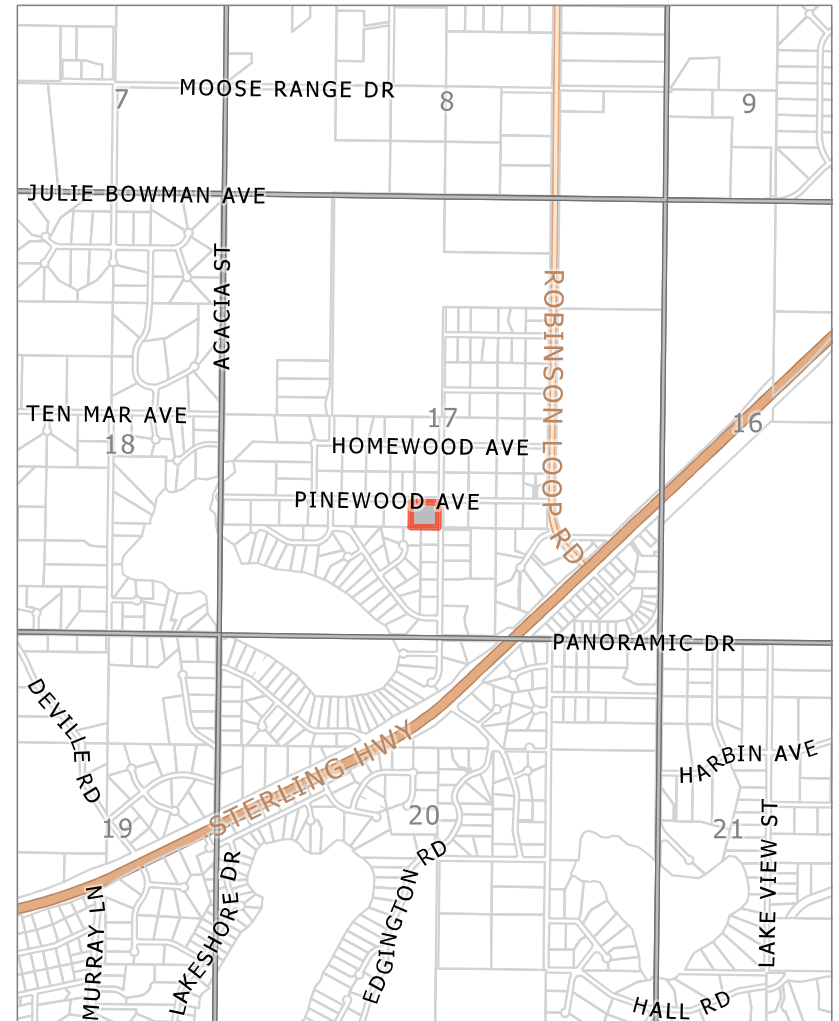 MOOSE RANGE DR
7
8
9
JULIE BOWMAN AVE
ACACIA ST
ROBINSON LOOP RD
TEN MAR AVE
17
16
18
HOMEWOOD AVE
PINEWOOD AVE
PANORAMIC DR
DEVILLE RD
STERLING HWY
HARBIN AVE
19
20
21
MURRAY LN
LAKESHORE DR
EDGINGTON RD
LAKE VIEW ST
HALL RD